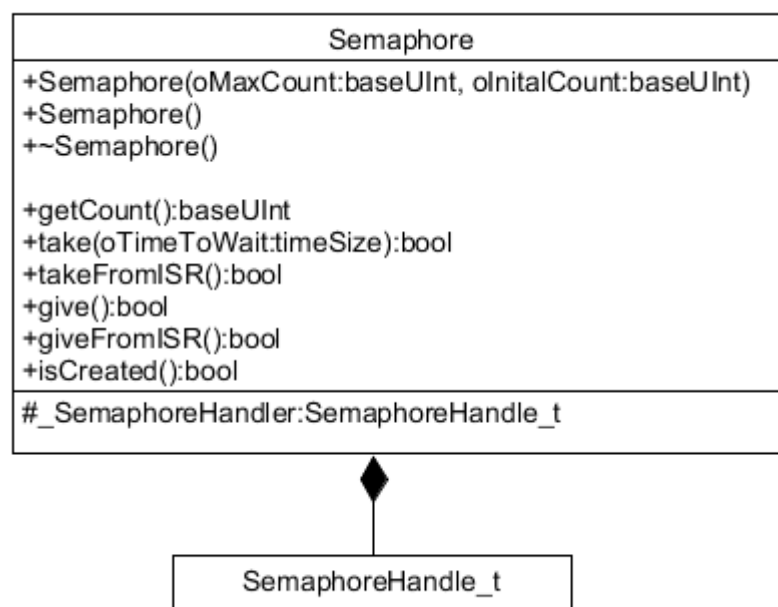 Semaphore
+Semaphore(oMaxCount:baseUInt, oInitalCount:baseUInt)
+Semaphore()
+~Semaphore()
+getCount():baseUInt
+take(oTimeToWait:timeSize):bool
+takeFromISR():bool
+give():bool
+giveFromISR():bool
+isCreated():bool
#_SemaphoreHandler:SemaphoreHandle_t
SemaphoreHandle_t